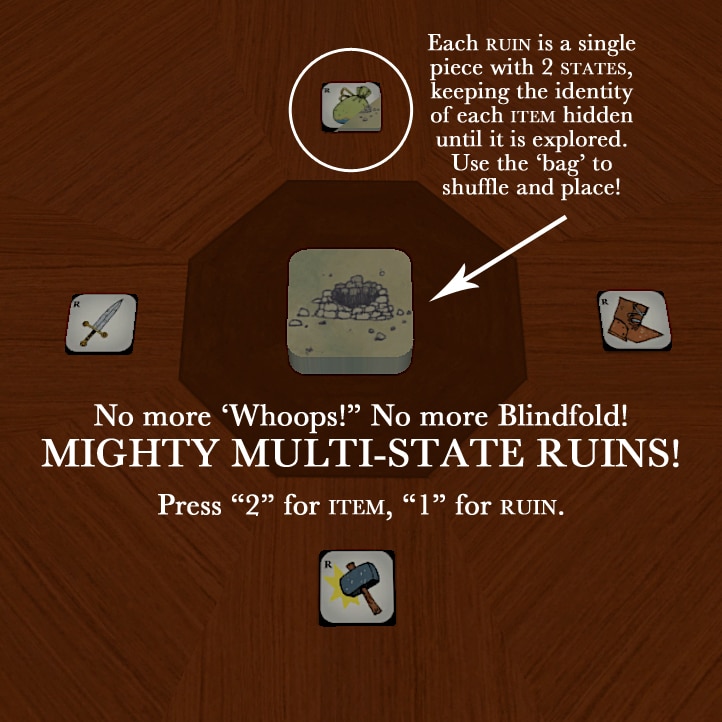 Each RUIN is a single
piece with 2 STATES,
keeping the identity
of each ITEM hidden
until it is explored.
Use the ‘bag’ to
shuffle and place!
R
R
R
No more ‘Whoops!” No more Blindfold!
MIGHTY MULTI-STATE RUINS!
Press “2” for ITEM, “1” for RUIN.
R